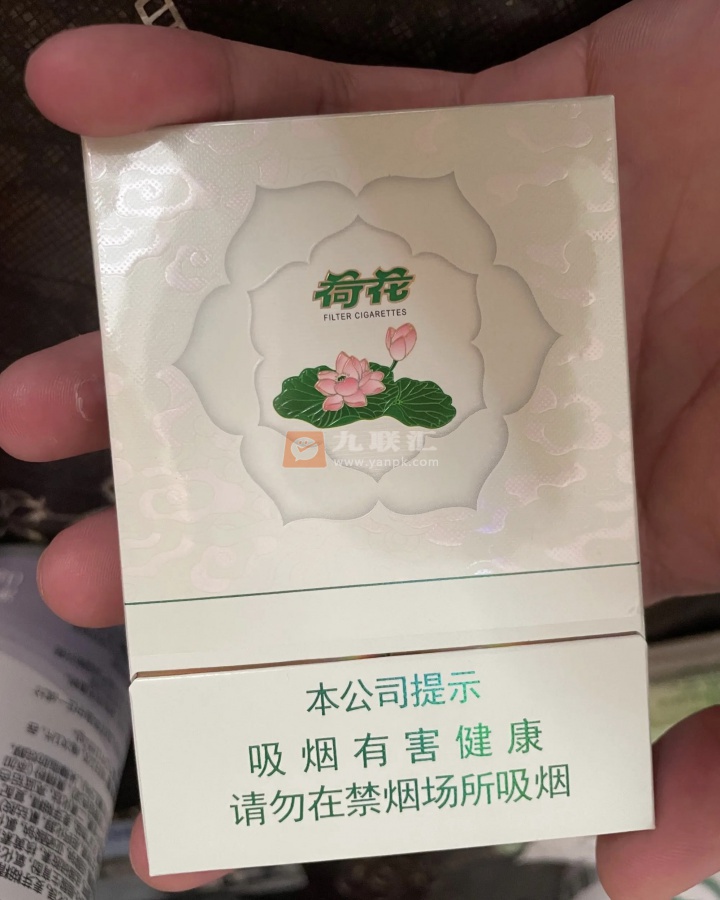 荷花
FILTER CIGARETTES
九联汇
www.yanpk.com
本公司提示
吸烟有害健康
请勿在禁烟场所吸烟